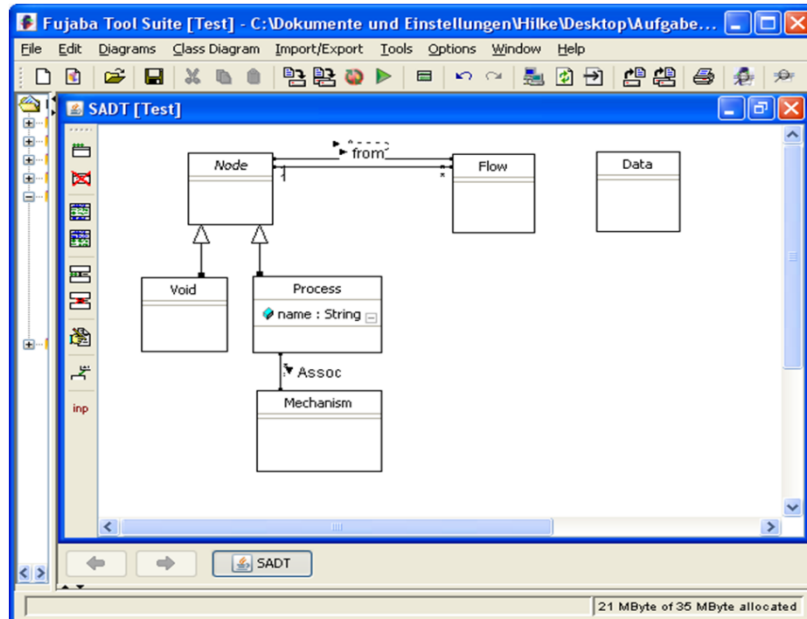 Fujaba Tool Suite [Test] - C:\Dokumente und Einstellungen\Hilke\Desktop\Aufgabe...
File Edit Diagrams Class Diagram Import/Export Tools Options Window Help
SADT [Test]
from
Node
Flow
Data
1
*
Void
Process
name : String
Assoc
Mechanism
inp
SADT
21 MByte of 35 MByte allocated